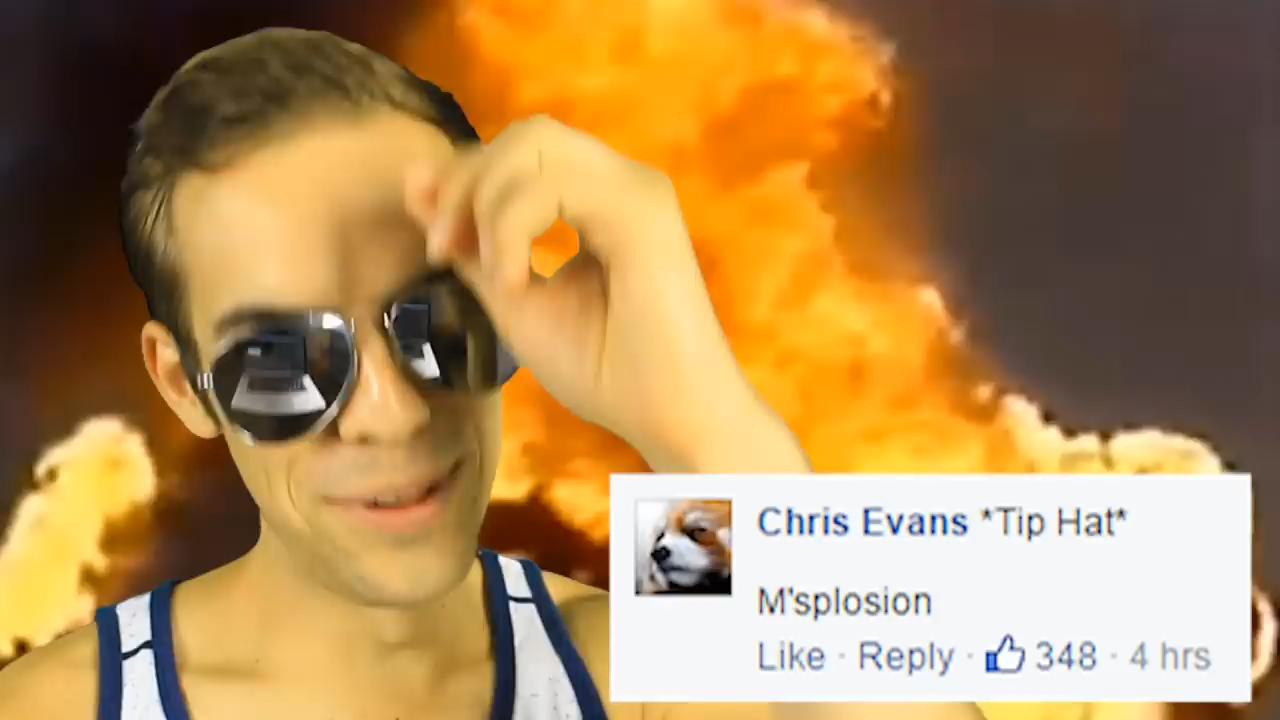 Chris Evans *Tip Hat*
M'splosion
Like · Reply · 348 · 4 hrs